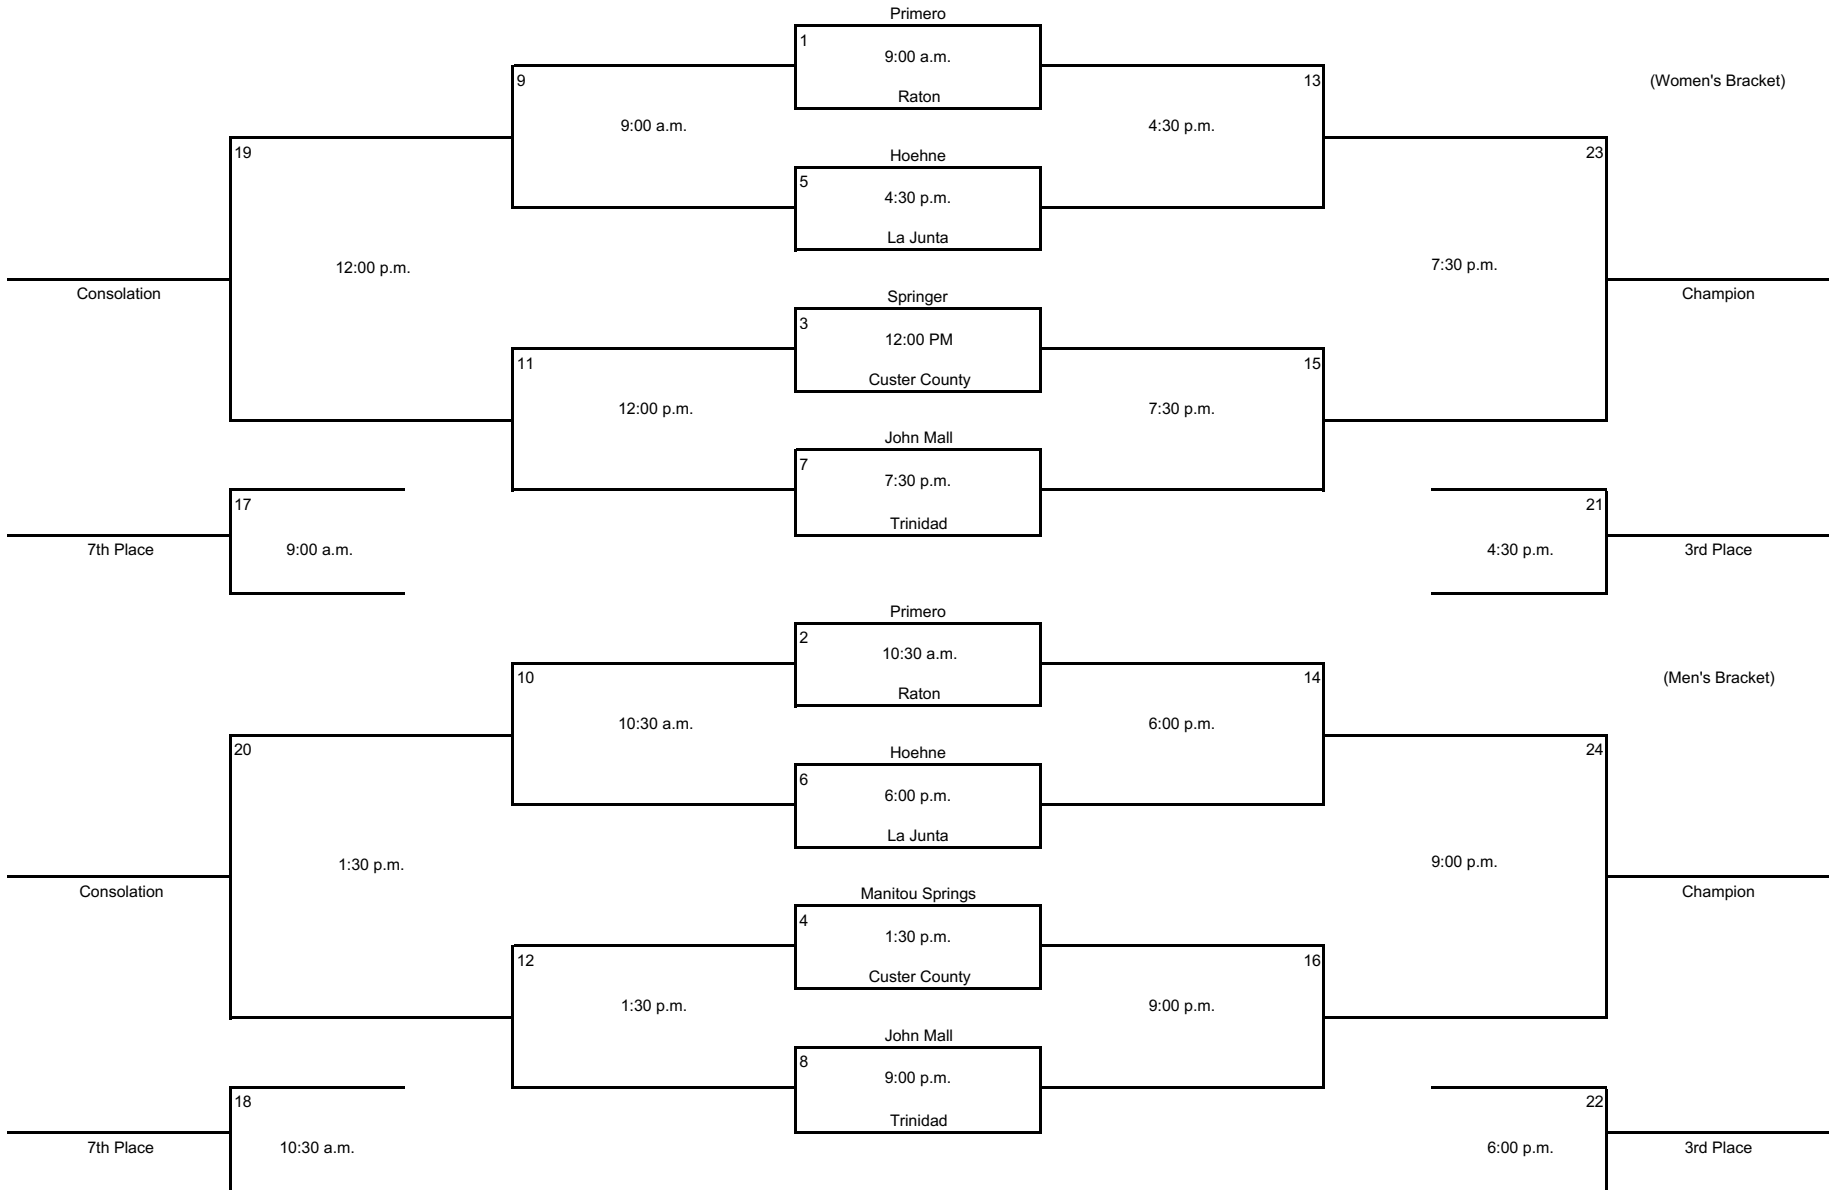 Primero
1
9:00 a.m.
Raton
9
13
(Women's Bracket)
9:00 a.m.
4:30 p.m.
Hoehne
19
23
5
4:30 p.m.
La Junta
12:00 p.m.
7:30 p.m.
Consolation
Champion
Springer
3
12:00 PM
Custer County
11
15
12:00 p.m.
7:30 p.m.
John Mall
7
7:30 p.m.
Trinidad
17
21
9:00 a.m.
4:30 p.m.
7th Place
3rd Place
Primero
2
10:30 a.m.
Raton
10
14
(Men's Bracket)
10:30 a.m.
6:00 p.m.
Hoehne
20
24
6
6:00 p.m.
La Junta
1:30 p.m.
9:00 p.m.
Consolation
Champion
Manitou Springs
4
1:30 p.m.
Custer County
12
16
1:30 p.m.
9:00 p.m.
John Mall
8
9:00 p.m.
Trinidad
18
22
10:30 a.m.
6:00 p.m.
7th Place
3rd Place